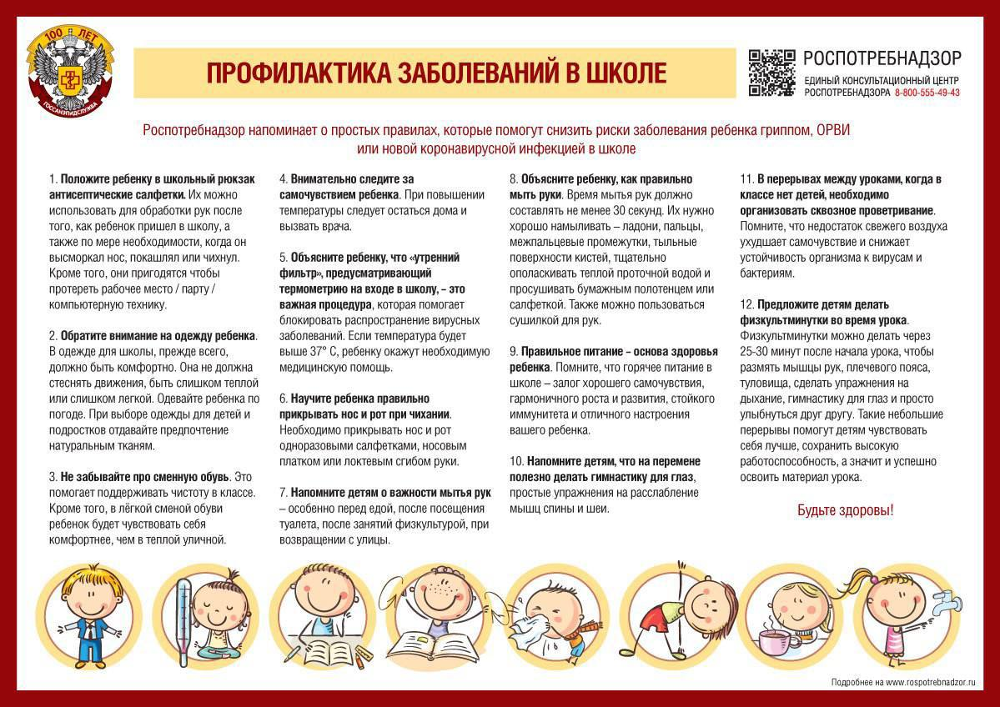 100 ЛЕТ
ГОССАНЭПИДСЛУЖБА
ПРОФИЛАКТИКА ЗАБОЛЕВАНИЙ В ШКОЛЕ
РОСПОТРЕБНАДЗОР
ЕДИНЫЙ КОНСУЛЬТАЦИОННЫЙ ЦЕНТР
РОСПОТРЕБНАДЗОРА 8-800-555-49-43
Роспотребнадзор напоминает о простых правилах, которые помогут снизить риски заболевания ребенка гриппом, ОРВИ
или новой коронавирусной инфекцией в школе
1. Положите ребенку в школьный рюкзак
антисептические салфетки. Их можно
использовать для обработки рук после
того, как ребенок пришел в школу, а
также по мере необходимости, когда он
высморкал нос, покашлял или чихнул.
Кроме того, они пригодятся чтобы
протереть рабочее место / парту /
компьютерную технику.
2. Обратите внимание на одежду ребенка.
В одежде для школы, прежде всего,
должно быть комфортно. Она не должна
стеснять движения, быть слишком теплой
или слишком легкой. Одевайте ребенка по
погоде. При выборе одежды для детей и
подростков отдавайте предпочтение
натуральным тканям.
3. Не забывайте про сменную обувь. Это
помогает поддерживать чистоту в классе.
Кроме того, в лёгкой сменой обуви
ребенок будет чувствовать себя
комфортнее, чем в теплой уличной.
4. Внимательно следите за
самочувствием ребенка. При повышении
температуры следует остаться дома и
вызвать врача.
5. Объясните ребенку, что «утренний
фильтр», предусматривающий
термометрию на входе в школу, – это
важная процедура, которая помогает
блокировать распространение вирусных
заболеваний. Если температура будет
выше 37° С, ребенку окажут необходимую
медицинскую помощь.
6. Научите ребенка правильно
прикрывать нос и рот при чихании.
Необходимо прикрывать нос и рот
одноразовыми салфетками, носовым
платком или локтевым сгибом руки.
7. Напомните детям о важности мытья рук
– особенно перед едой, после посещения
туалета, после занятий физкультурой, при
возвращении с улицы.
8. Объясните ребенку, как правильно
мыть руки. Время мытья рук должно
составлять не менее 30 секунд. Их нужно
хорошо намыливать – ладони, пальцы,
межпальцевые промежутки, тыльные
поверхности кистей, тщательно
ополаскивать теплой проточной водой и
просушивать бумажным полотенцем или
салфеткой. Также можно пользоваться
сушилкой для рук.
9. Правильное питание – основа здоровья
ребенка. Помните, что горячее питание в
школе – залог хорошего самочувствия,
гармоничного роста и развития, стойкого
иммунитета и отличного настроения
вашего ребенка.
10. Напомните детям, что на перемене
полезно делать гимнастику для глаз,
простые упражнения на расслабление
мышц спины и шеи.
11. В перерывах между уроками, когда в
классе нет детей, необходимо
организовать сквозное проветривание.
Помните, что недостаток свежего воздуха
ухудшает самочувствие и снижает
устойчивость организма к вирусам и
бактериям.
12. Предложите детям делать
физкультминутки во время урока.
Физкультминутки можно делать через
25-30 минут после начала урока, чтобы
размять мышцы рук, плечевого пояса,
туловища, сделать упражнения на
дыхание, гимнастику для глаз и просто
улыбнуться друг другу. Такие небольшие
перерывы помогут детям чувствовать
себя лучше, сохранить высокую
работоспособность, а значит и успешно
освоить материал урока.
Будьте здоровы!
Подробнее на www.rospotrebnadzor.ru